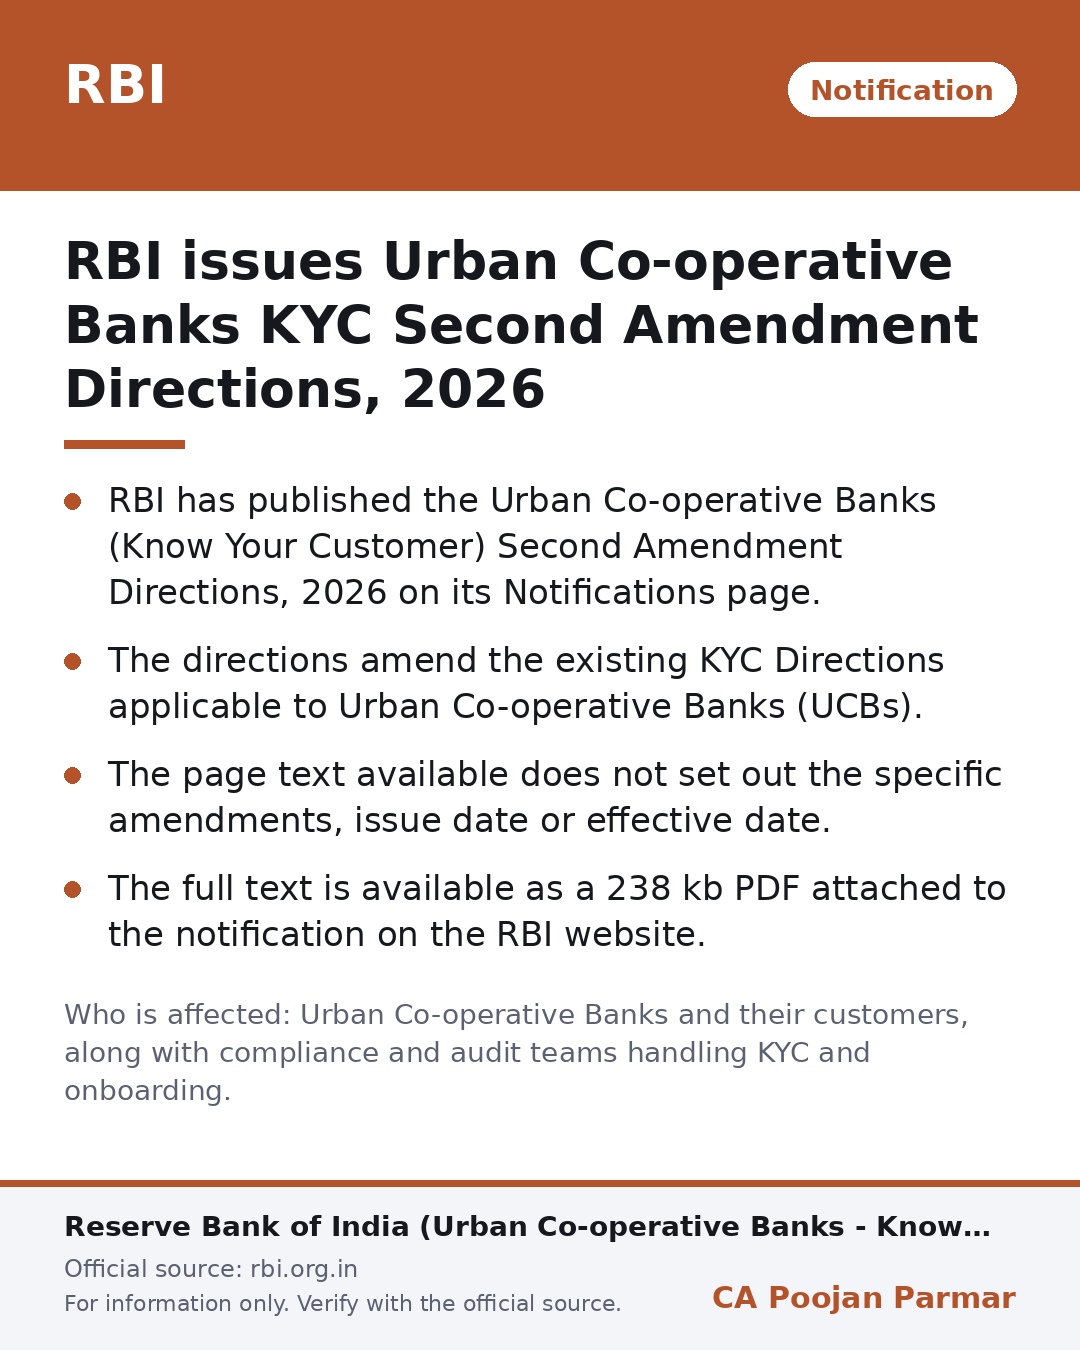 RBI
Notification
RBI issues Urban Co-operative
Banks KYC Second Amendment
Directions, 2026
RBI has published the Urban Co-operative Banks
(Know Your Customer) Second Amendment
Directions, 2026 on its Notifications page.
The directions amend the existing KYC Directions
applicable to Urban Co-operative Banks (UCBs).
The page text available does not set out the specific
amendments, issue date or effective date.
The full text is available as a 238 kb PDF attached to
the notification on the RBI website.
Who is affected: Urban Co-operative Banks and their customers,
along with compliance and audit teams handling KYC and
onboarding.
Reserve Bank of India (Urban Co-operative Banks - Know…
Official source: rbi.org.in
For information only. Verify with the official source.
CA Poojan Parmar